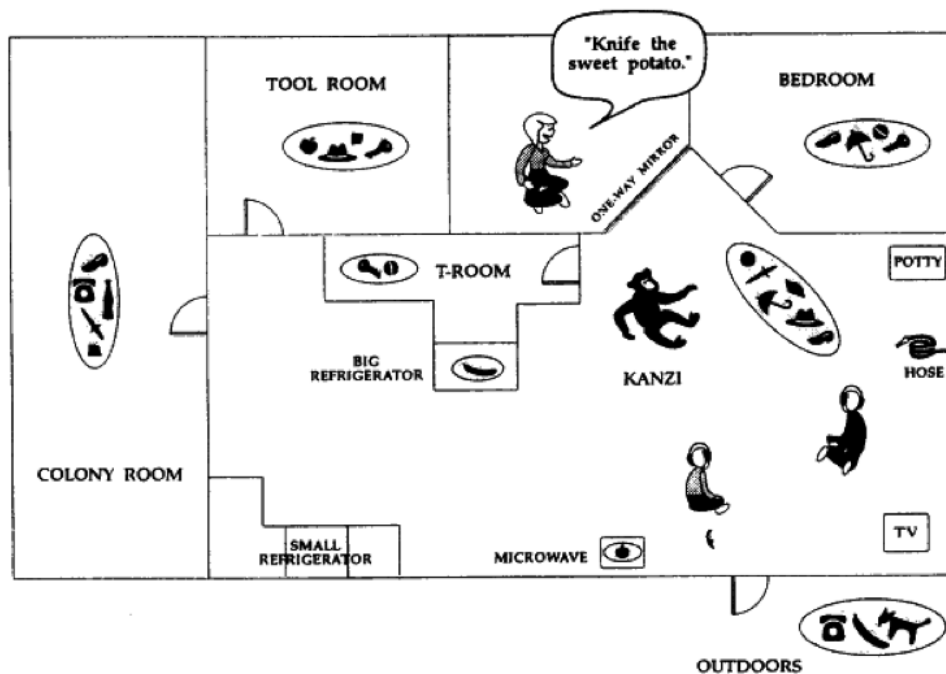 "Knife the
sweet potato."
TOOL ROOM
BEDROOM
ONE-WAY MIRROR
T-ROOM
POTTY
BIG
REFRIGERATOR
KANZI
HOSE
COLONY ROOM
SMALL
REFRIGERATOR
MICROWAVE
TV
OUTDOORS